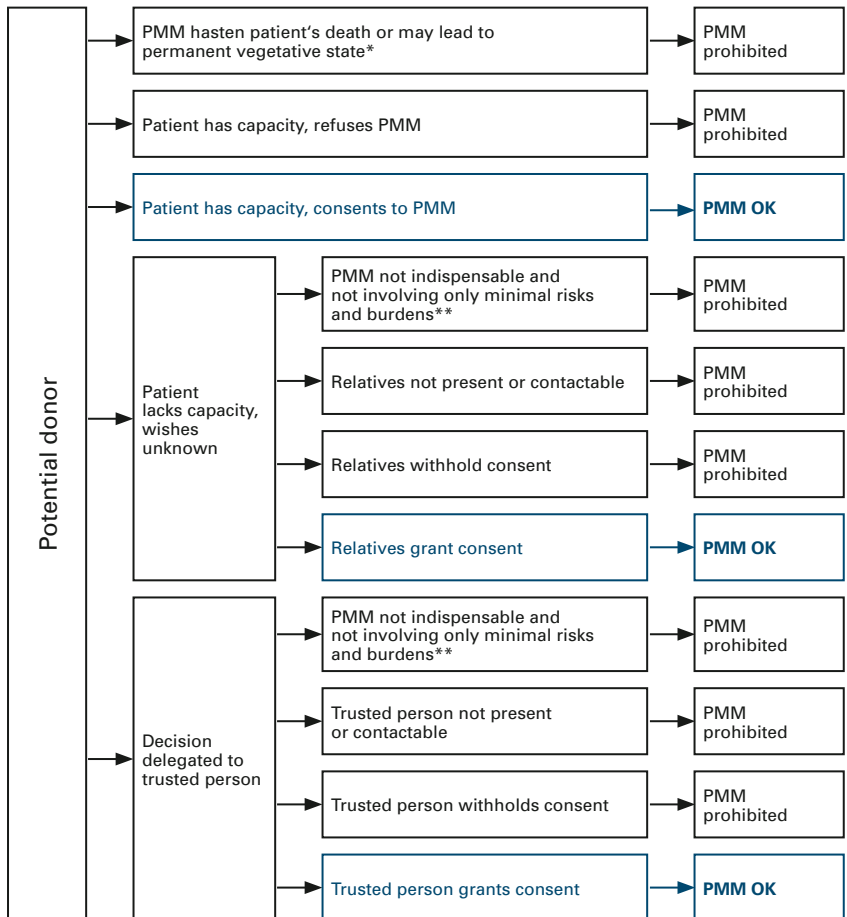 Potential donor
PMM hasten patient's death or may lead to
permanent vegetative state*
PMM
prohibited
Patient has capacity, refuses PMM
PMM
prohibited
Patient has capacity, consents to PMM
PMM OK
Patient
lacks capacity,
wishes
unknown
PMM not indispensable and
not involving only minimal risks
and burdens**
PMM
prohibited
Relatives not present or contactable
PMM
prohibited
Relatives withhold consent
PMM
prohibited
Relatives grant consent
PMM OK
Decision
delegated to
trusted person
PMM not indispensable and
not involving only minimal risks
and burdens**
PMM
prohibited
Trusted person not present
or contactable
PMM
prohibited
Trusted person withholds consent
PMM
prohibited
Trusted person grants consent
PMM OK